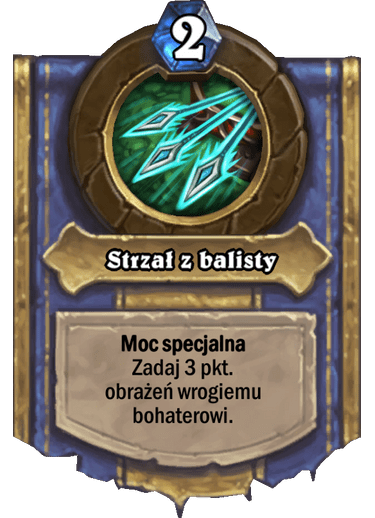 2
Strzał z balisty
Moc specjalna
Zadaj 3 pkt.
obrażeń wrogiemu
bohaterowi.